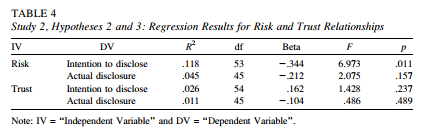 TABLE 4
Study 2, Hypotheses 2 and 3: Regression Results for Risk and Trust Relationships
IV DV R² df Beta F p
Risk Intention to disclose .118 53 −.344 6.973 .011
Actual disclosure .045 45 −.212 2.075 .157
Trust Intention to disclose .026 54 .162 1.428 .237
Actual disclosure .011 45 −.104 .486 .489
Note: IV = “Independent Variable” and DV = “Dependent Variable”.